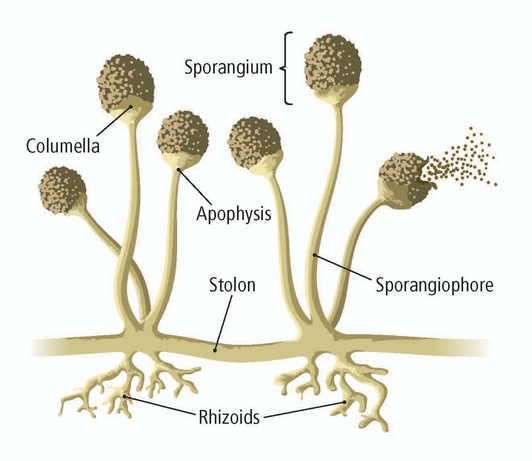 Sporangium
Columella
Apophysis
Stolon
Sporangiophore
Rhizoids